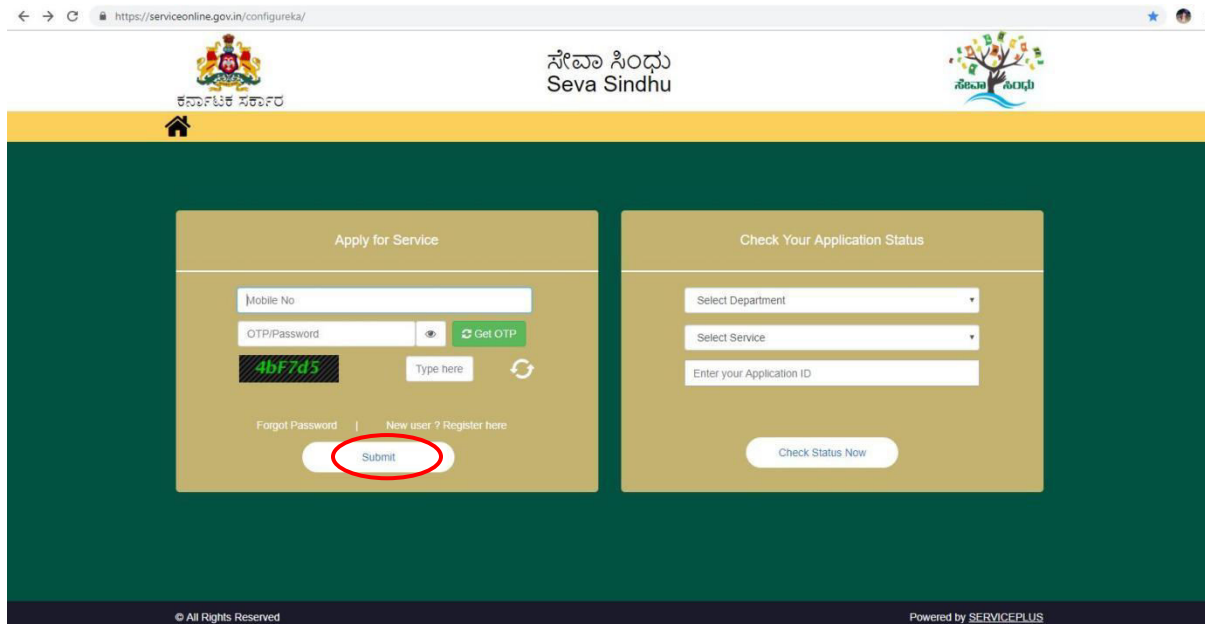 https://serviceonline.gov.in/configureka/
ಕರ್ನಾಟಕ ಸರ್ಕಾರ
ಸೇವಾ ಸಿಂಧು
Seva Sindhu
ಸೇವಾ ಸಿಂಧು
Apply for Service
Mobile No
OTP/Password
Get OTP
4bF7d5
Type here
Forgot Password | New user ? Register here
Submit
Check Your Application Status
Select Department
Select Service
Enter your Application ID
Check Status Now
© All Rights Reserved
Powered by SERVICEPLUS